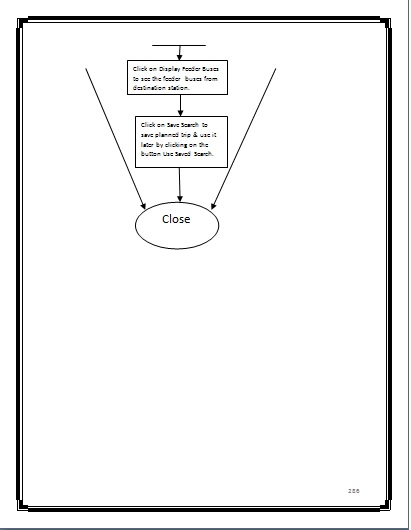 Click on Display Feeder Buses
to see the feeder buses from
destination station.
Click on Save Search to
save planned trip & use it
later by clicking on the
button Use Saved Search.
Close